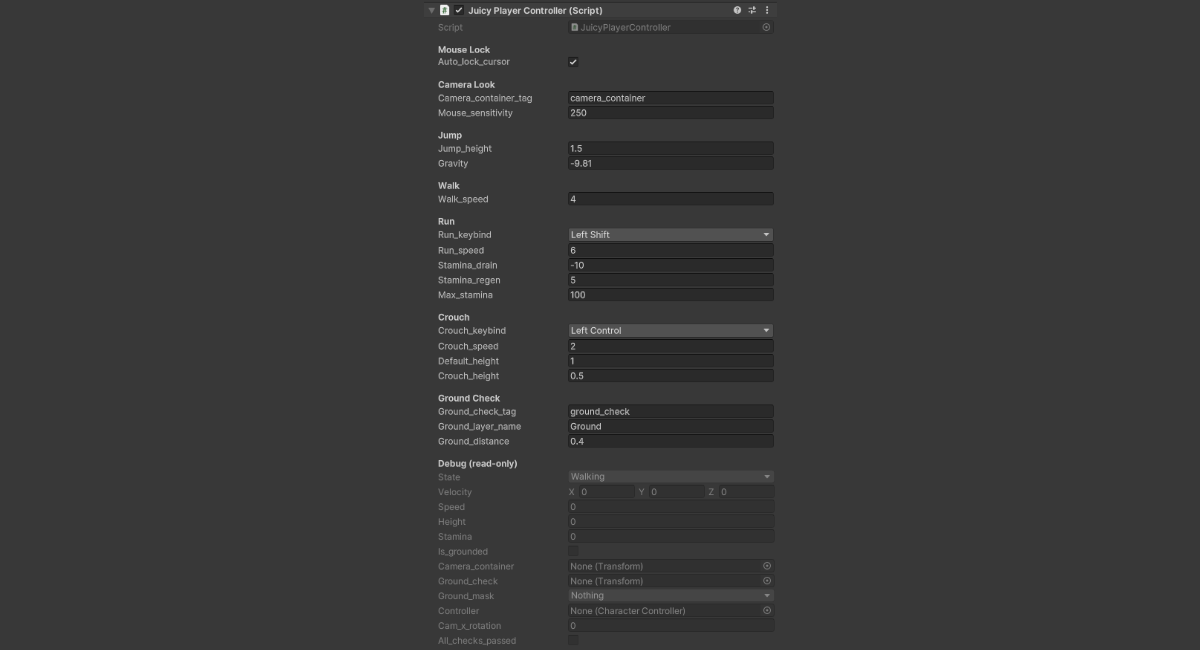 Juicy Player Controller (Script)
Script JuicyPlayerController
Mouse Lock
Auto_lock_cursor
Camera Look
Camera_container_tag camera_container
Mouse_sensitivity 250
Jump
Jump_height 1.5
Gravity -9.81
Walk
Walk_speed 4
Run
Run_keybind Left Shift
Run_speed 6
Stamina_drain -10
Stamina_regen 5
Max_stamina 100
Crouch
Crouch_keybind Left Control
Crouch_speed 2
Default_height 1
Crouch_height 0.5
Ground Check
Ground_check_tag ground_check
Ground_layer_name Ground
Ground_distance 0.4
Debug (read-only)
State Walking
Velocity X 0 Y 0 Z 0
Speed 0
Height 0
Stamina 0
Is_grounded
Camera_container None (Transform)
Ground_check None (Transform)
Ground_mask Nothing
Controller None (Character Controller)
Cam_x_rotation 0
All_checks_passed